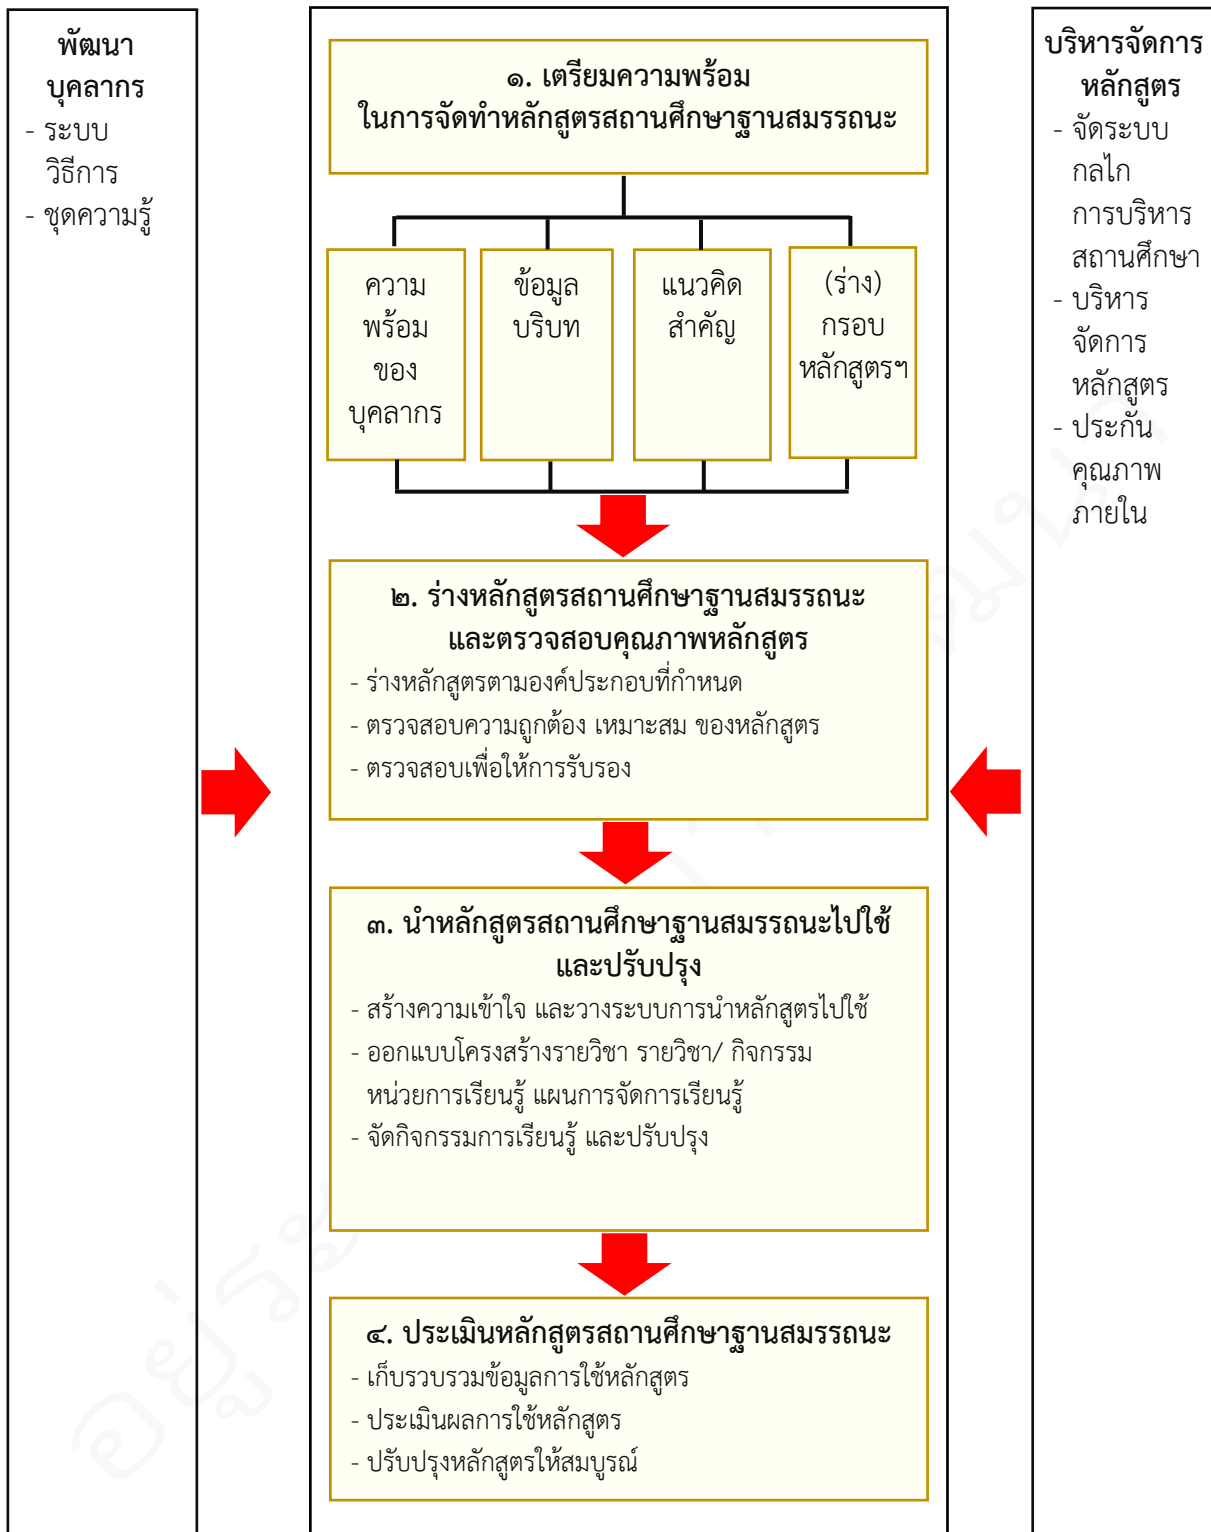 พัฒนา
บุคลากร
- ระบบ
วิธีการ
- ชุดความรู้
๑. เตรียมความพร้อม
ในการจัดทำหลักสูตรสถานศึกษาฐานสมรรถนะ
ความ
พร้อม
ของ
บุคลากร
ข้อมูล
บริบท
แนวคิด
สำคัญ
(ร่าง)
กรอบ
หลักสูตรฯ
๒. ร่างหลักสูตรสถานศึกษาฐานสมรรถนะ
และตรวจสอบคุณภาพหลักสูตร
- ร่างหลักสูตรตามองค์ประกอบที่กำหนด
- ตรวจสอบความถูกต้อง เหมาะสม ของหลักสูตร
- ตรวจสอบเพื่อให้การรับรอง
๓. นำหลักสูตรสถานศึกษาฐานสมรรถนะไปใช้
และปรับปรุง
- สร้างความเข้าใจ และวางระบบการนำหลักสูตรไปใช้
- ออกแบบโครงสร้างรายวิชา รายวิชา/ กิจกรรม
หน่วยการเรียนรู้ แผนการจัดการเรียนรู้
- จัดกิจกรรมการเรียนรู้ และปรับปรุง
๔. ประเมินหลักสูตรสถานศึกษาฐานสมรรถนะ
- เก็บรวบรวมข้อมูลการใช้หลักสูตร
- ประเมินผลการใช้หลักสูตร
- ปรับปรุงหลักสูตรให้สมบูรณ์
บริหารจัดการ
หลักสูตร
- จัดระบบ
กลไก
การบริหาร
สถานศึกษา
- บริหาร
จัดการ
หลักสูตร
- ประกัน
คุณภาพ
ภายใน